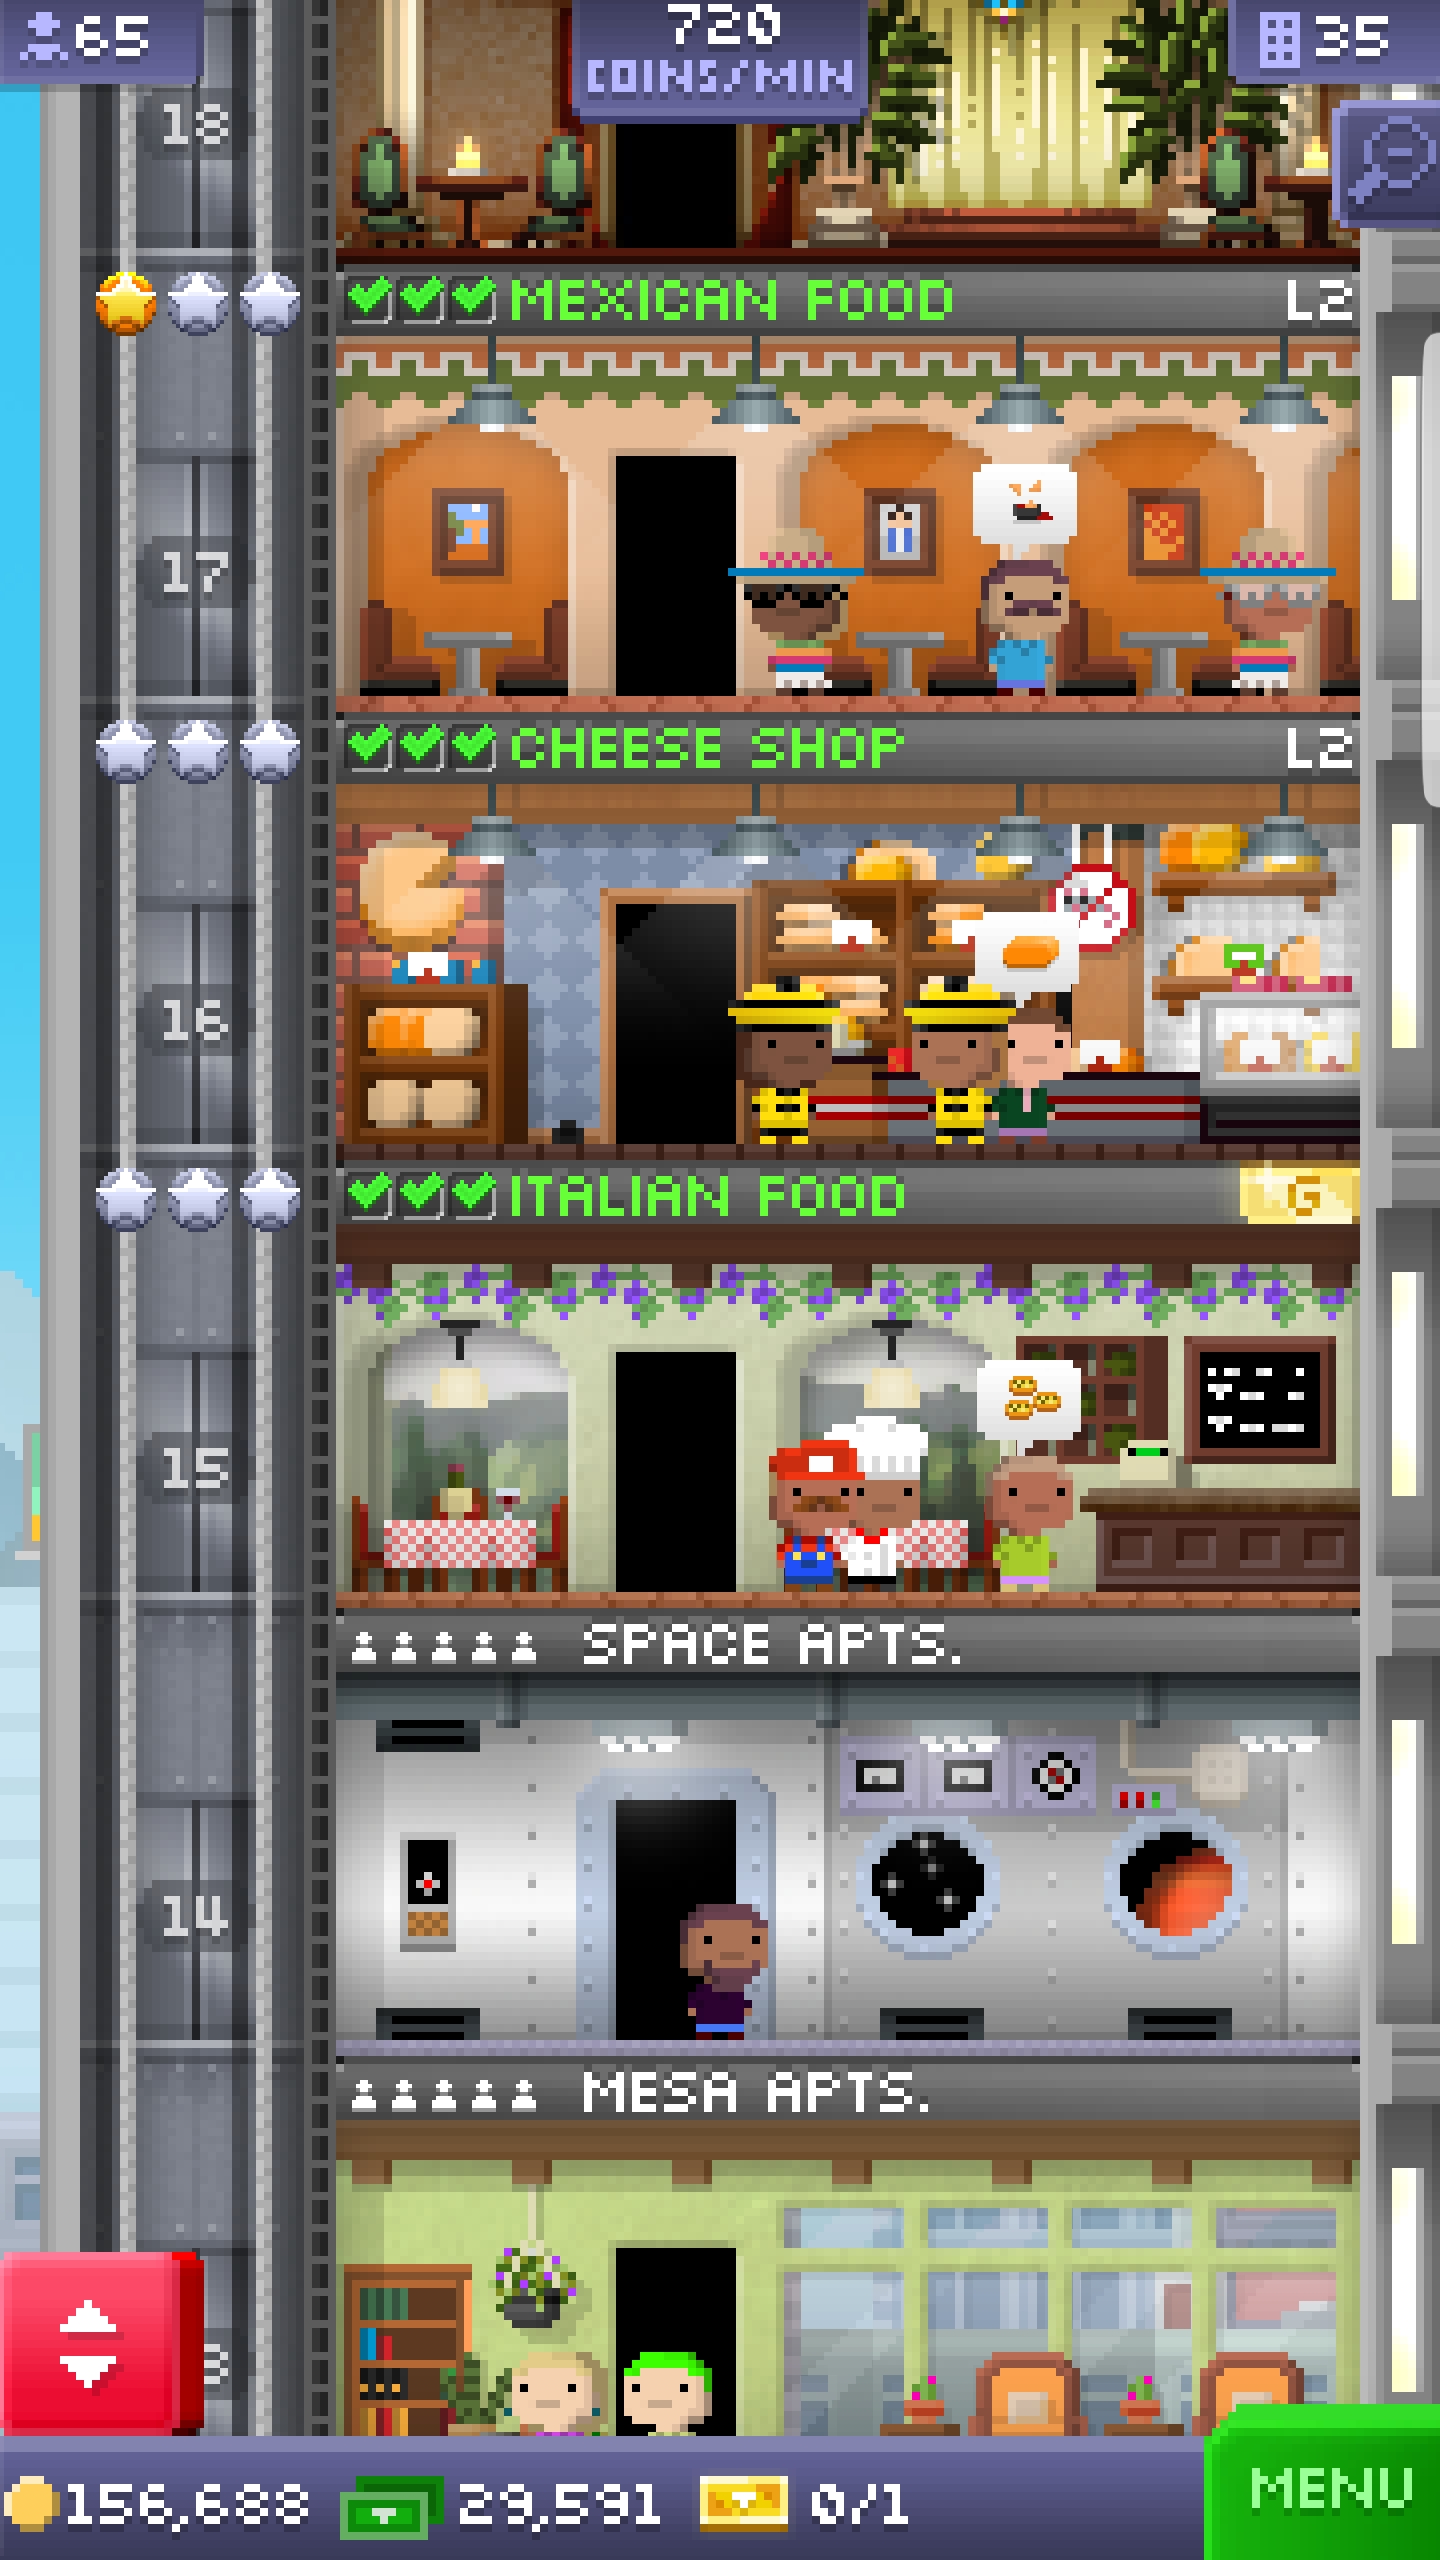 65
720
COINS/MIN
35
18
MEXICAN FOOD L2
17
CHEESE SHOP L2
16
ITALIAN FOOD G
15
SPACE APTS.
14
MESA APTS.
3
156,688 29,591 0/1
MENU